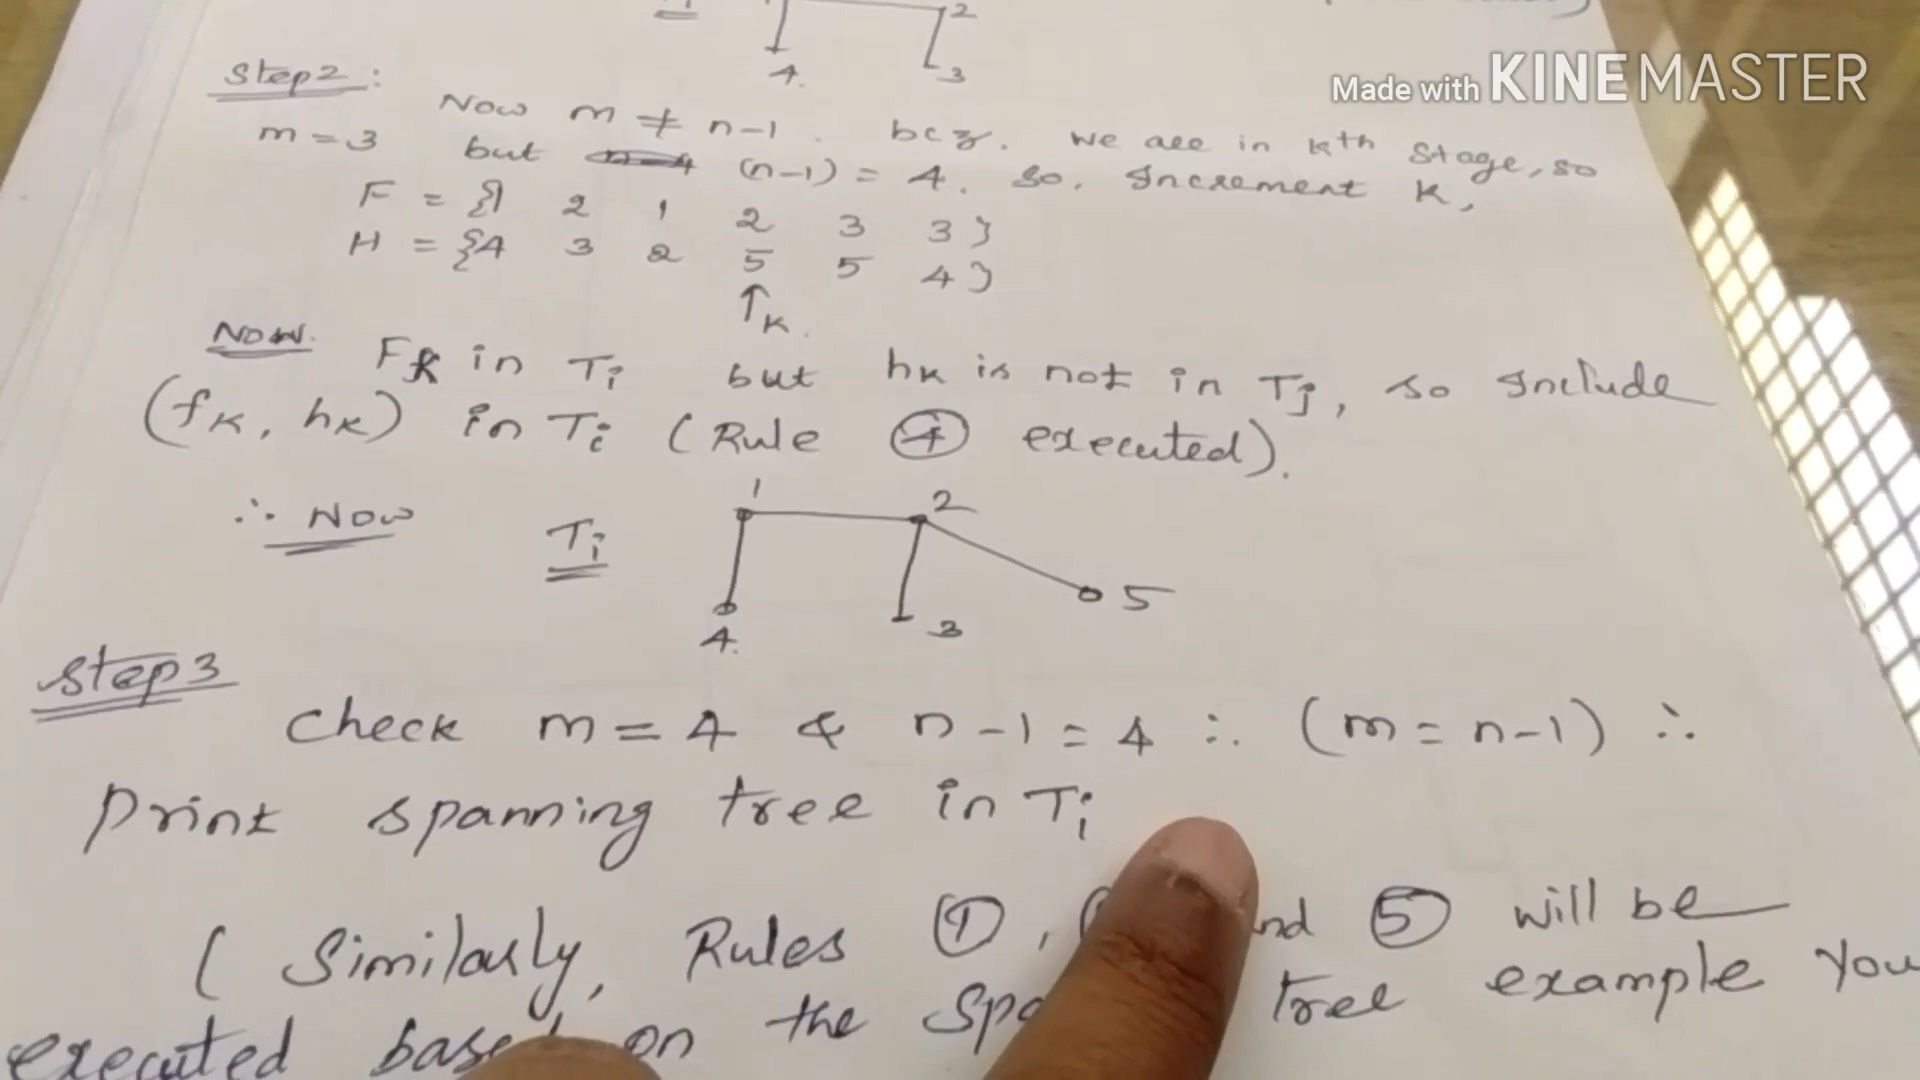 2
4.
3
Made with KINEMASTER
Step2:
Now m ≠ n-1. bcz. we are in kth stage, so
m=3 but (n-1) = 4. so, Increment K,
F = {1 2 1 2 3 3}
H = {4 3 2 5 5 4}
↑K.
Now. Fk in Ti but hk is not in Tj, so Include
(fk, hk) in Ti (Rule ④ executed).
∴ Now Ti
1 2
5
4. 3
Step3
Check m = 4 & n-1 = 4 ∴ (m = n-1) ∴
Print spanning tree in Ti
( Similarly, Rules ①, and ⑤ will be
executed based on the tree example You